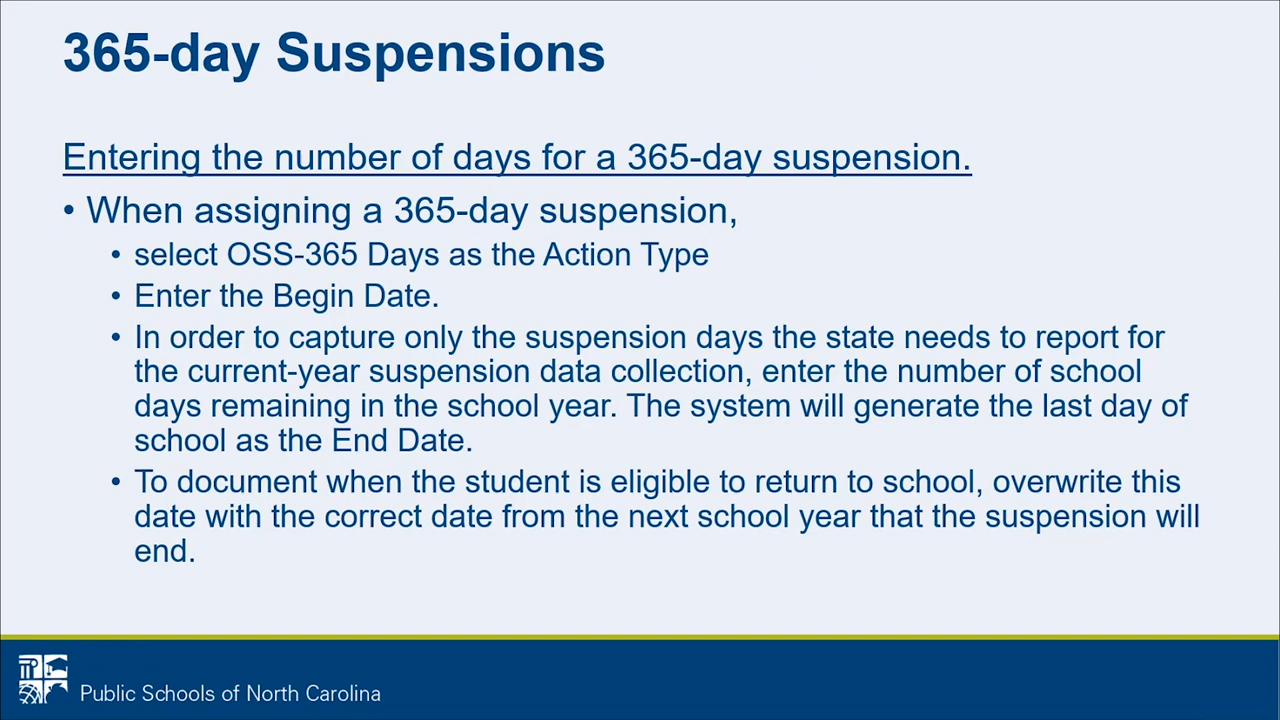 365-day Suspensions
Entering the number of days for a 365-day suspension.
• When assigning a 365-day suspension,
• select OSS-365 Days as the Action Type
• Enter the Begin Date.
• In order to capture only the suspension days the state needs to report for
the current-year suspension data collection, enter the number of school
days remaining in the school year. The system will generate the last day of
school as the End Date.
• To document when the student is eligible to return to school, overwrite this
date with the correct date from the next school year that the suspension will
end.
Public Schools of North Carolina